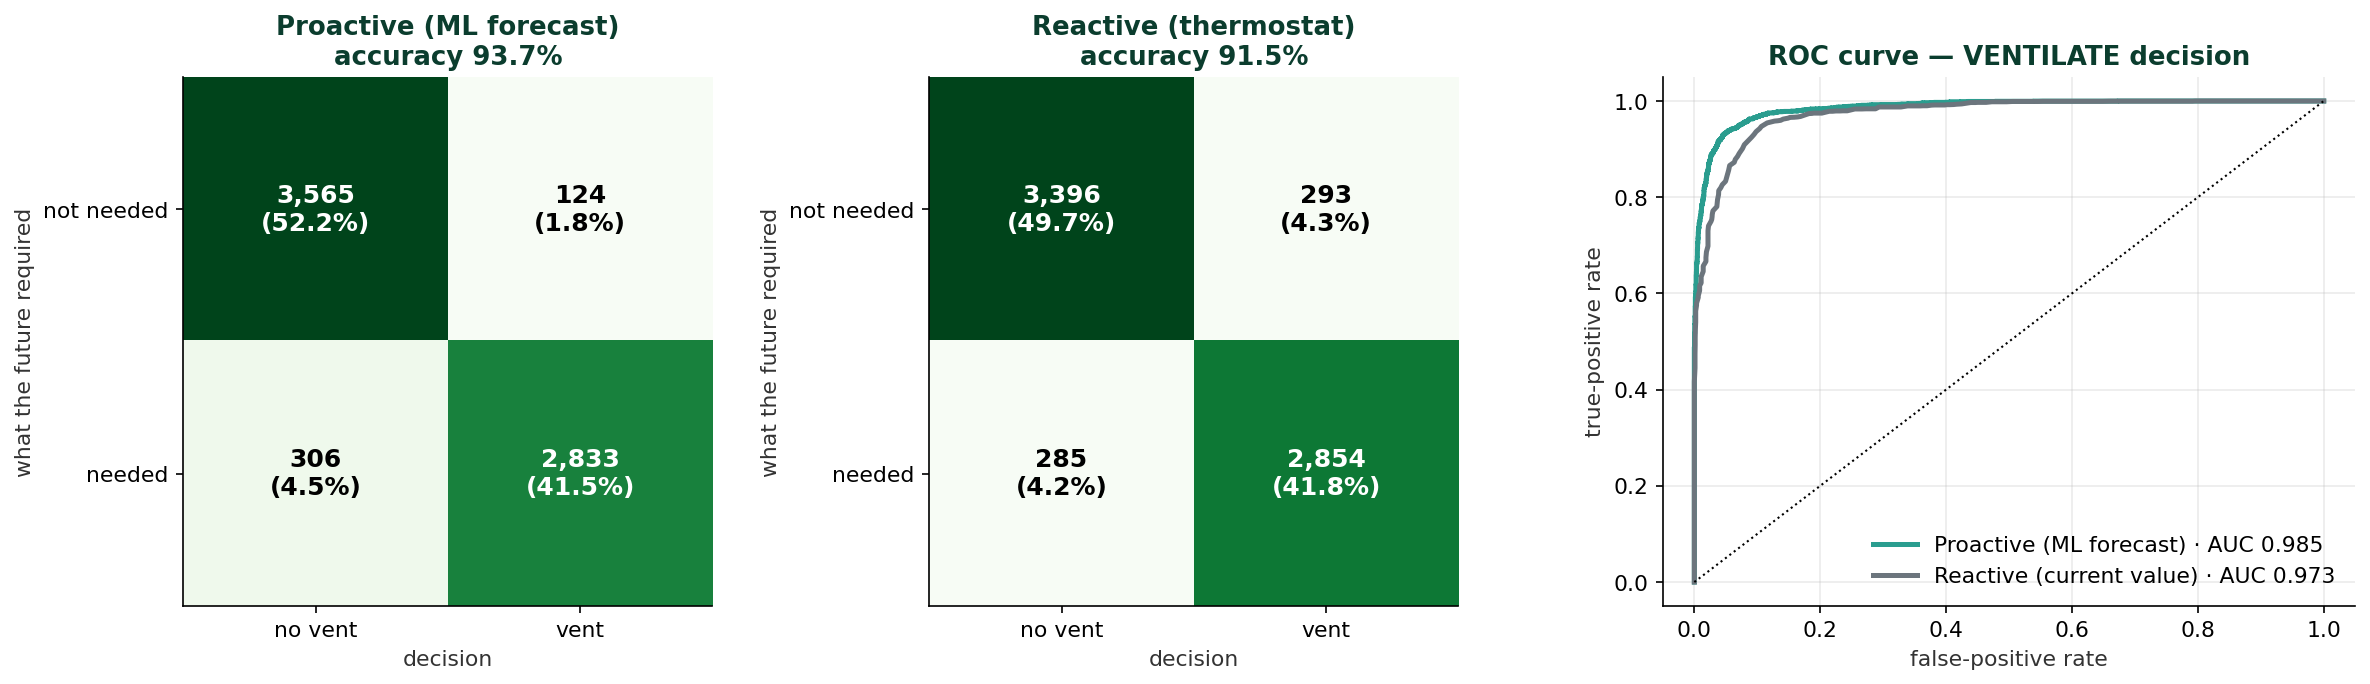 Proactive (ML forecast)
accuracy 93.7%
what the future required
not needed
needed
3,565
(52.2%)
124
(1.8%)
306
(4.5%)
2,833
(41.5%)
no vent
vent
decision
Reactive (thermostat)
accuracy 91.5%
what the future required
not needed
needed
3,396
(49.7%)
293
(4.3%)
285
(4.2%)
2,854
(41.8%)
no vent
vent
decision
ROC curve — VENTILATE decision
true-positive rate
1.0
0.8
0.6
0.4
0.2
0.0
Proactive (ML forecast) · AUC 0.985
Reactive (current value) · AUC 0.973
0.0
0.2
0.4
0.6
0.8
1.0
false-positive rate